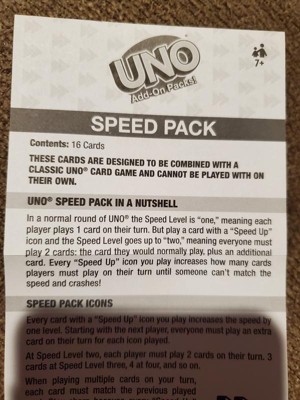 UNO
Add-On Packs!
7+
SPEED PACK
Contents: 16 Cards
THESE CARDS ARE DESIGNED TO BE COMBINED WITH A
CLASSIC UNO® CARD GAME AND CANNOT BE PLAYED WITH ON
THEIR OWN.
UNO® SPEED PACK IN A NUTSHELL
In a normal round of UNO® the Speed Level is "one," meaning each
player plays 1 card on their turn. But play a card with a "Speed Up"
icon and the Speed Level goes up to "two," meaning everyone must
play 2 cards: the card they would normally play, plus an additional
card. Every "Speed Up" icon you play increases how many cards
players must play on their turn until someone can't match the
speed and crashes!
SPEED PACK ICONS
Every card with a "Speed Up" icon you play increases the speed by
one level. Starting with the next player, everyone must play an extra
card on their turn for each icon played.
At Speed Level two, each player must play 2 cards on their turn. 3
cards at Speed Level three, 4 at four, and so on.
When playing multiple cards on your turn,
each card must match the previous played